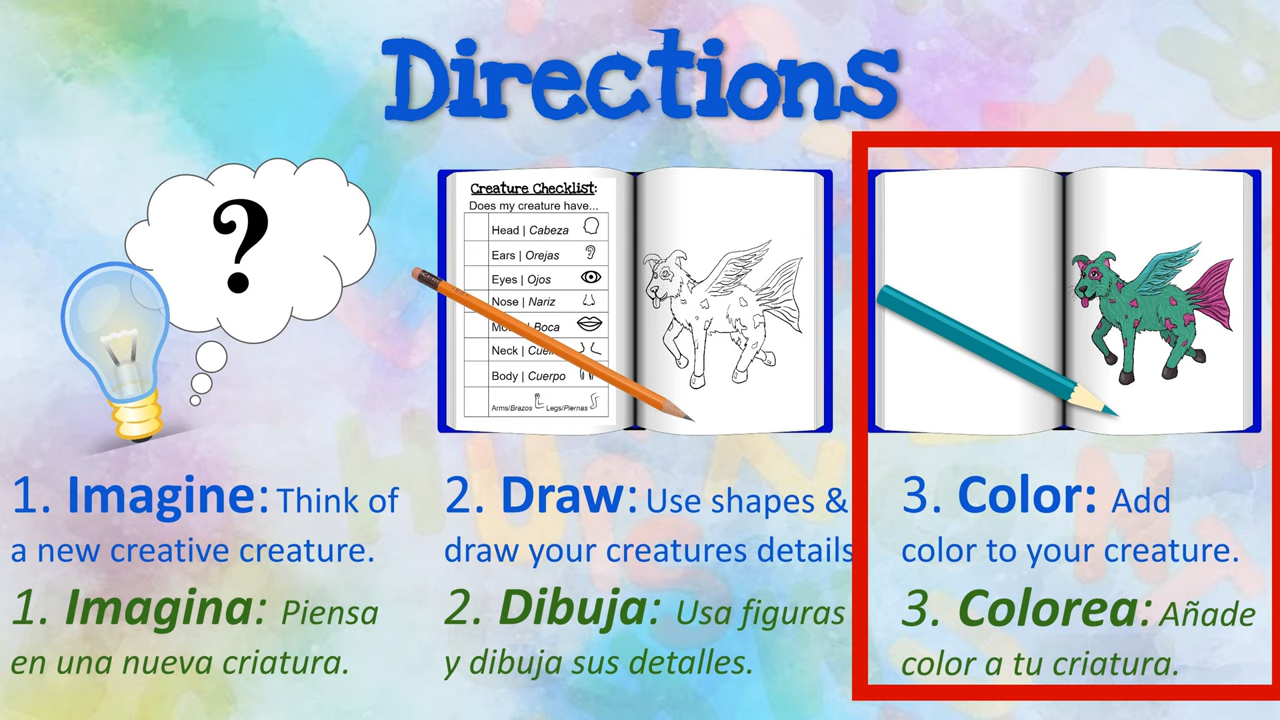 Directions
?
Creature Checklist:
Does my creature have...
Head | Cabeza
Ears | Orejas
Eyes | Ojos
Nose | Nariz
Boca
Neck |
Body | Cuerpo
Arms/Brazos Legs/Piernas
1. Imagine: Think of
a new creative creature.
1. Imagina: Piensa
en una nueva criatura.
2. Draw: Use shapes &
draw your creatures details
2. Dibuja: Usa figuras
y dibuja sus detalles.
3. Color: Add
color to your creature.
3. Colorea: Añade
color a tu criatura.